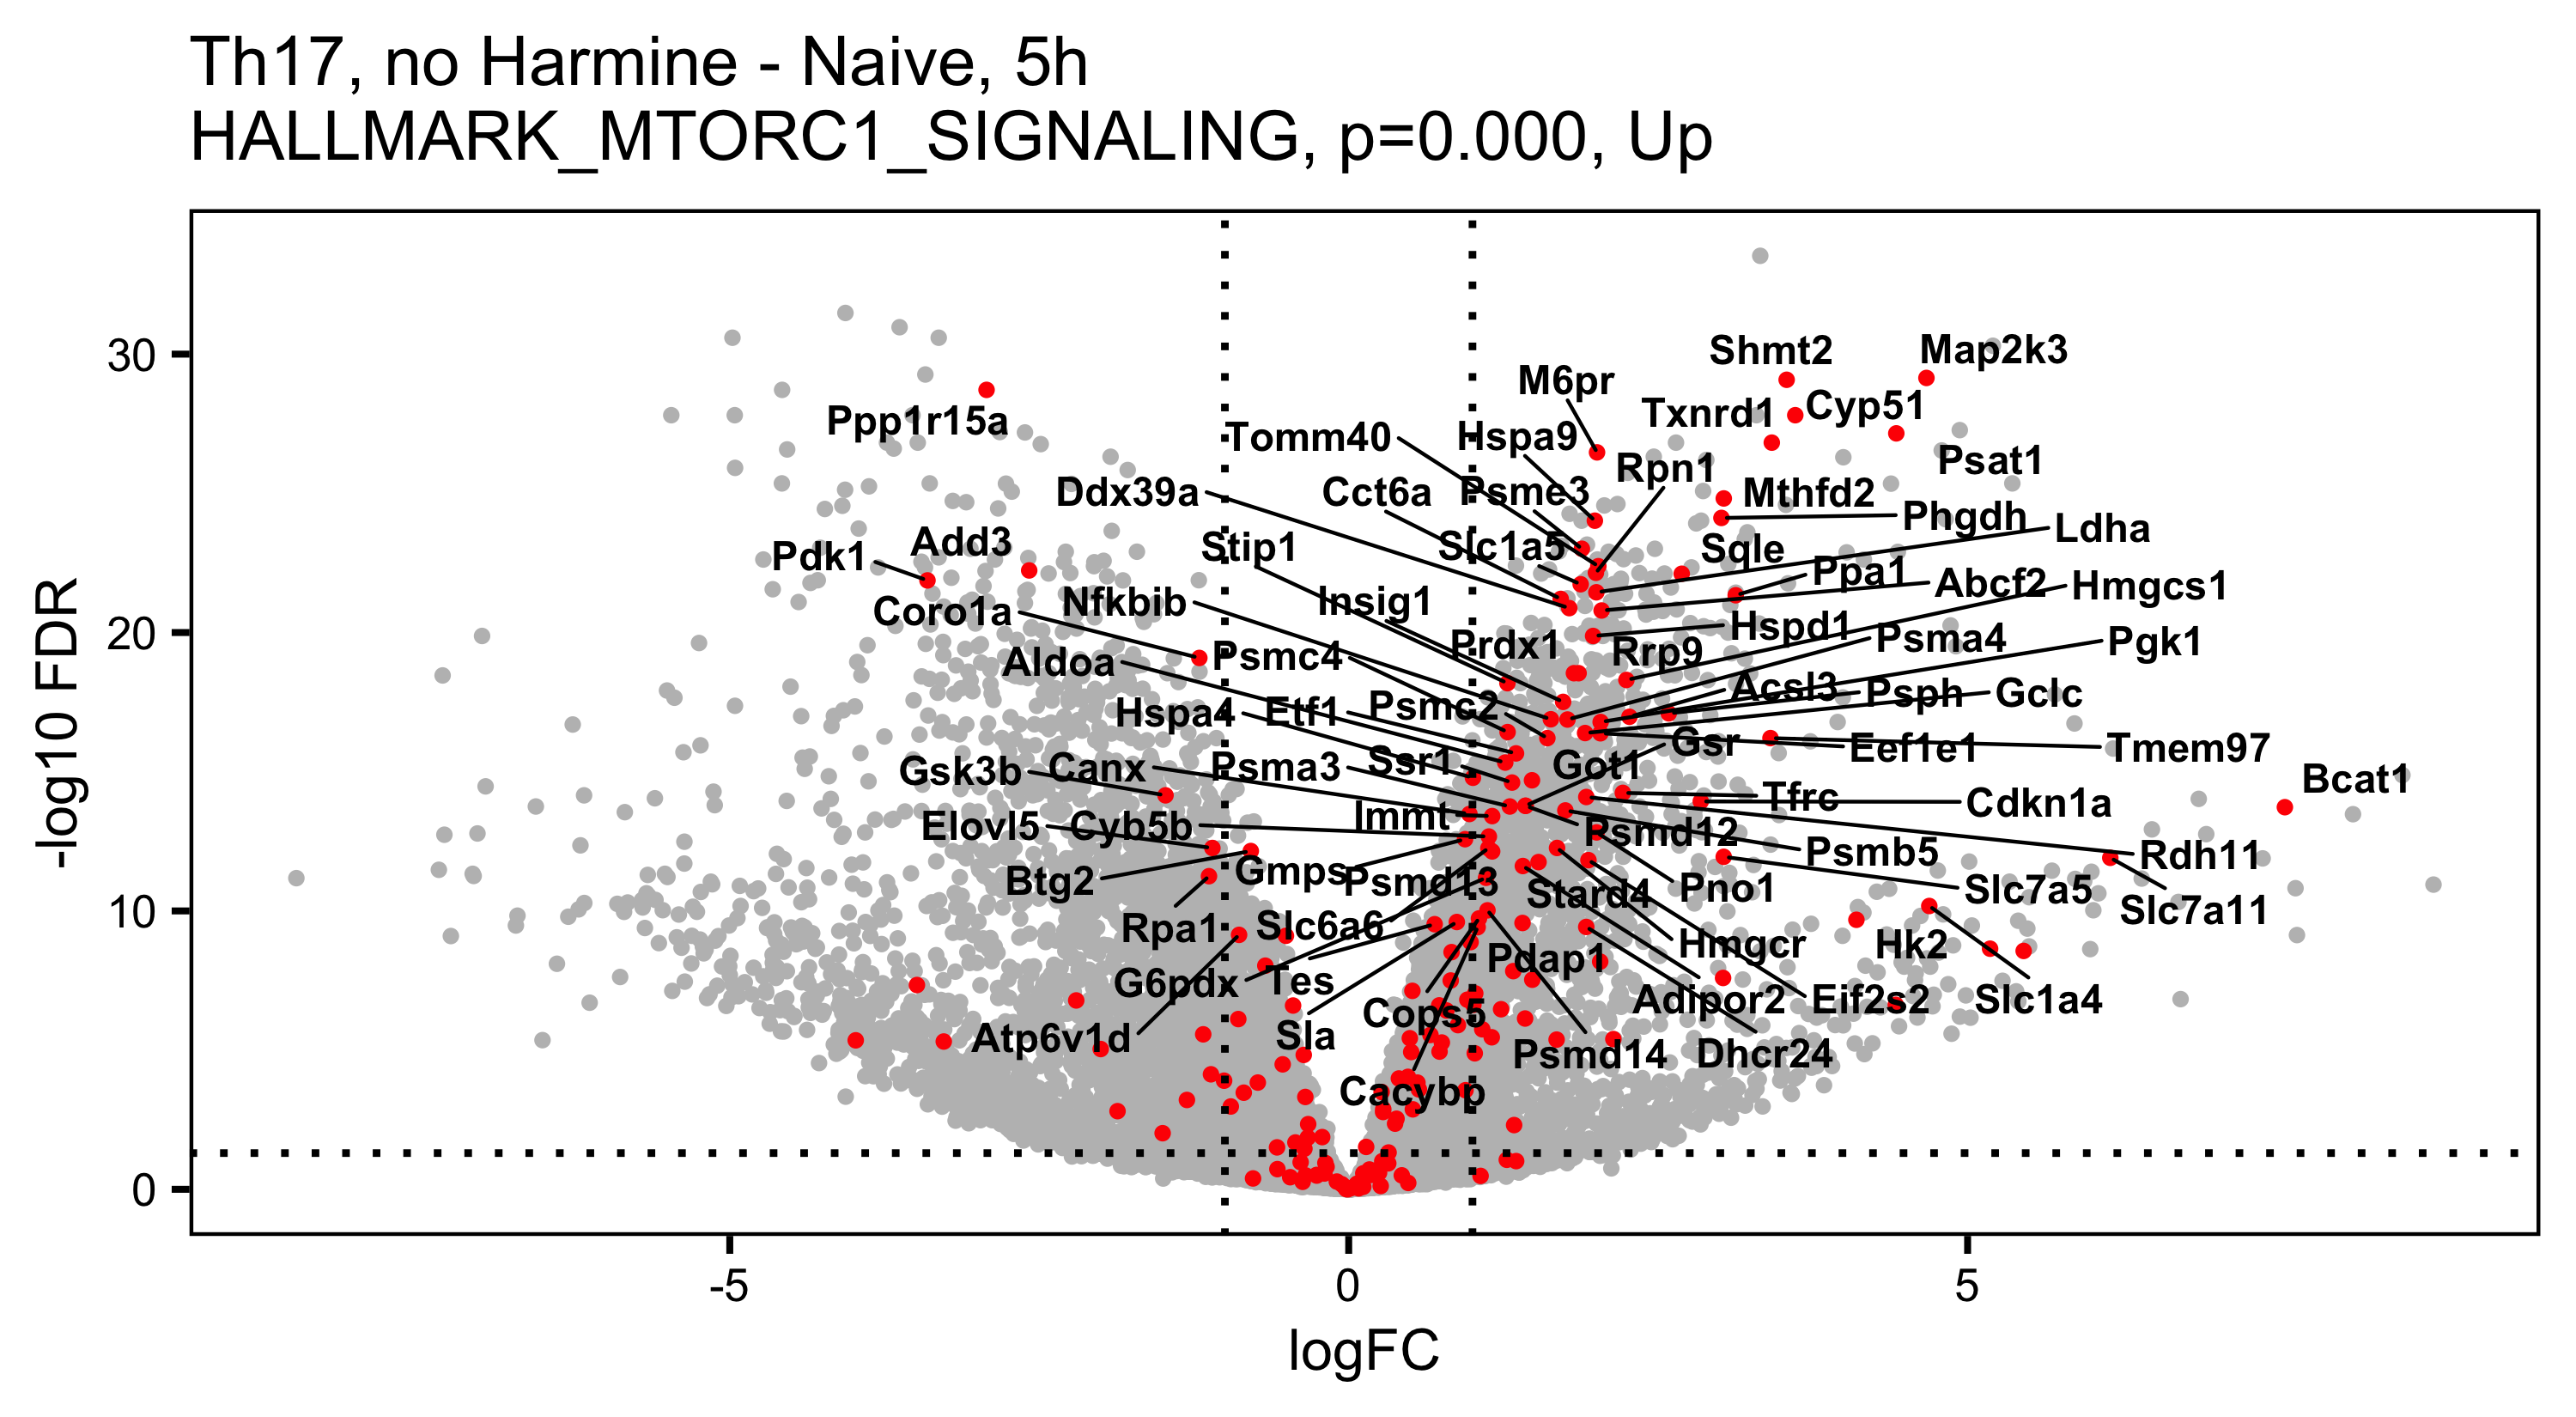 Th17, no Harmine - Naive, 5h
HALLMARK_MTORC1_SIGNALING, p=0.000, Up
-log10 FDR
30
20
10
0
Shmt2
Map2k3
M6pr
Txnrd1
Cyp51
Ppp1r15a
Tomm40
Hspa9
Rpn1
Psat1
Ddx39a
Cct6a
Psme3
Mthfd2
Phgdh
Ldha
Pdk1
Add3
Stip1
Slc1a5
Sqle
Ppa1
Abcf2
Hmgcs1
Coro1a
Nfkbib
Insig1
Hspd1
Psma4
Pgk1
Aldoa
Psmc4
Prdx1
Rrp9
Acsl3
Psph
Gclc
Hspa4
Etf1
Psmc2
Gsr
Eef1e1
Tmem97
Gsk3b
Canx
Psma3
Ssr1
Got1
Bcat1
Tfrc
Cdkn1a
Elovl5
Cyb5b
Immt
Psmd12
Psmb5
Rdh11
Btg2
Gmps
Psmd13
Stard4
Pno1
Slc7a5
Slc7a11
Rpa1
Slc6a6
Pdap1
Hmgcr
Hk2
G6pdx
Tes
Cops5
Adipor2
Eif2s2
Slc1a4
Atp6v1d
Sla
Psmd14
Dhcr24
Cacybp
-5
0
5
logFC